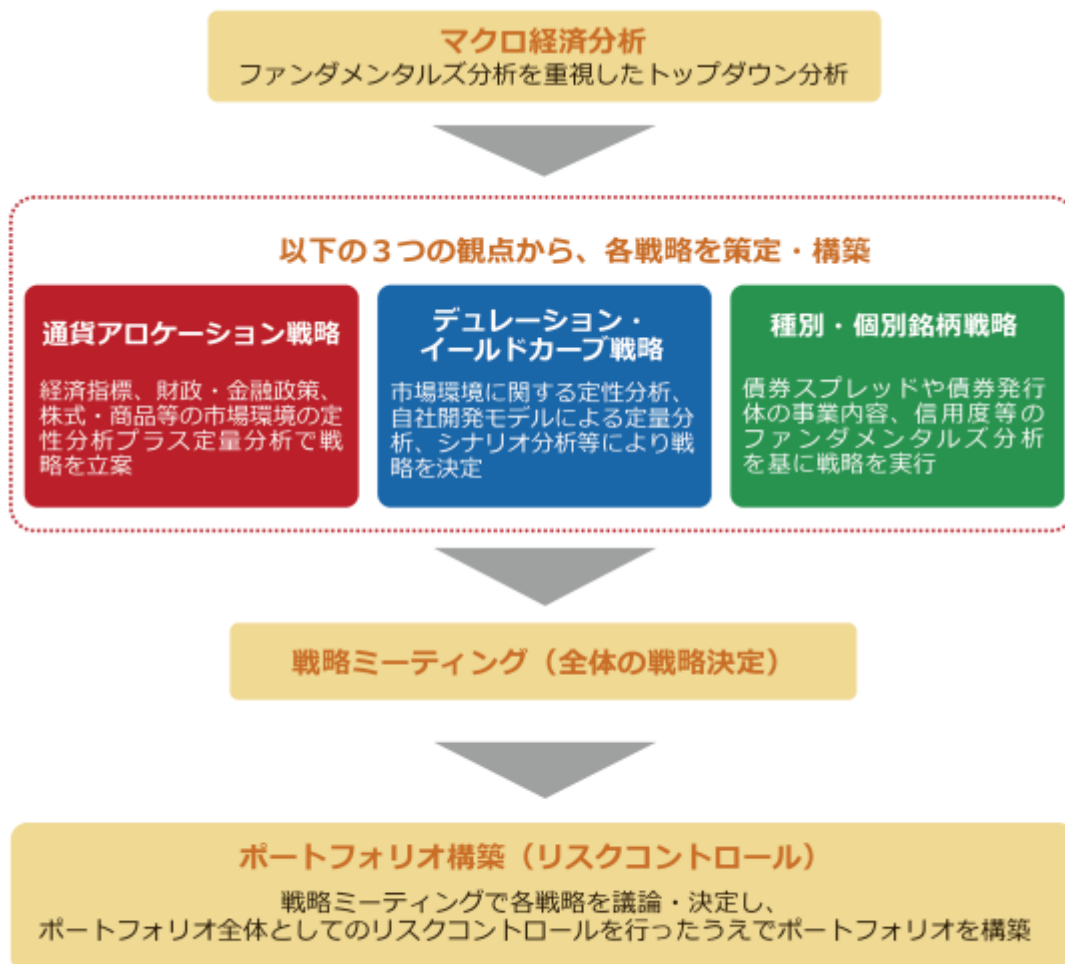 マクロ経済分析
ファンダメンタルズ分析を重視したトップダウン分析
以下の３つの観点から、各戦略を策定・構築
通貨アロケーション戦略
経済指標、財政・金融政策、
株式・商品等の市場環境の定
性分析プラス定量分析で戦
略を立案
デュレーション・
イールドカーブ戦略
市場環境に関する定性分析、
自社開発モデルによる定量分
析、シナリオ分析等により戦
略を決定
種別・個別銘柄戦略
債券スプレッドや債券発行
体の事業内容、信用度等の
ファンダメンタルズ分析
を基に戦略を実行
戦略ミーティング（全体の戦略決定）
ポートフォリオ構築（リスクコントロール）
戦略ミーティングで各戦略を議論・決定し、
ポートフォリオ全体としてのリスクコントロールを行ったうえでポートフォリオを構築